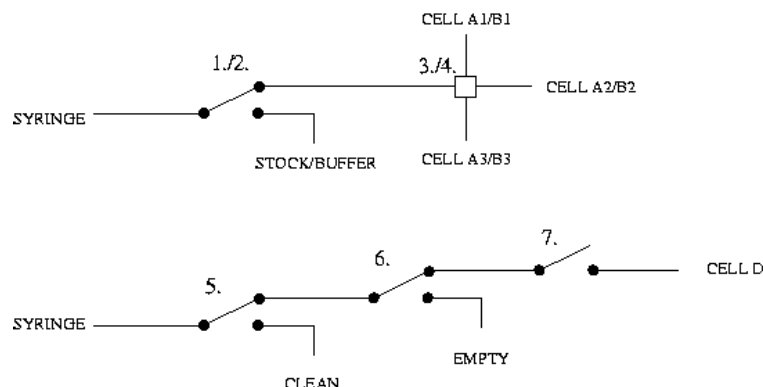 CELL A1/B1
1./2.
3./4.
CELL A2/B2
SYRINGE
STOCK/BUFFER
CELL A3/B3
7.
6.
CELL D
5.
SYRINGE
EMPTY
CLEAN